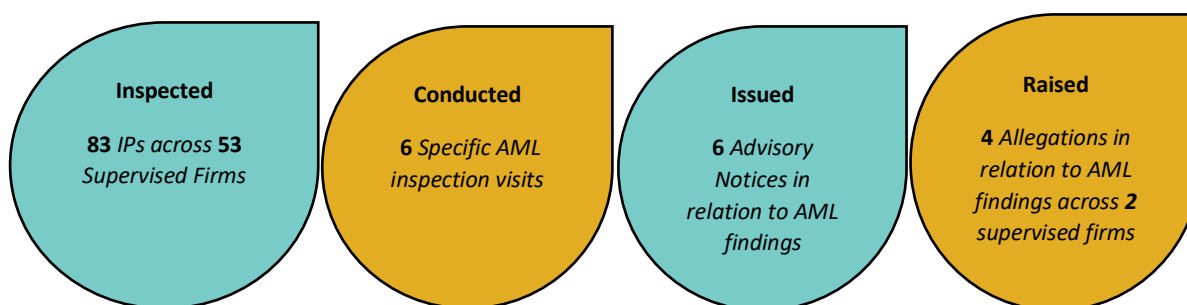 Inspected
83 IPs across 53
Supervised Firms
Conducted
6 Specific AML
inspection visits
Issued
6 Advisory
Notices in
relation to AML
findings
Raised
4 Allegations in
relation to AML
findings across 2
supervised firms